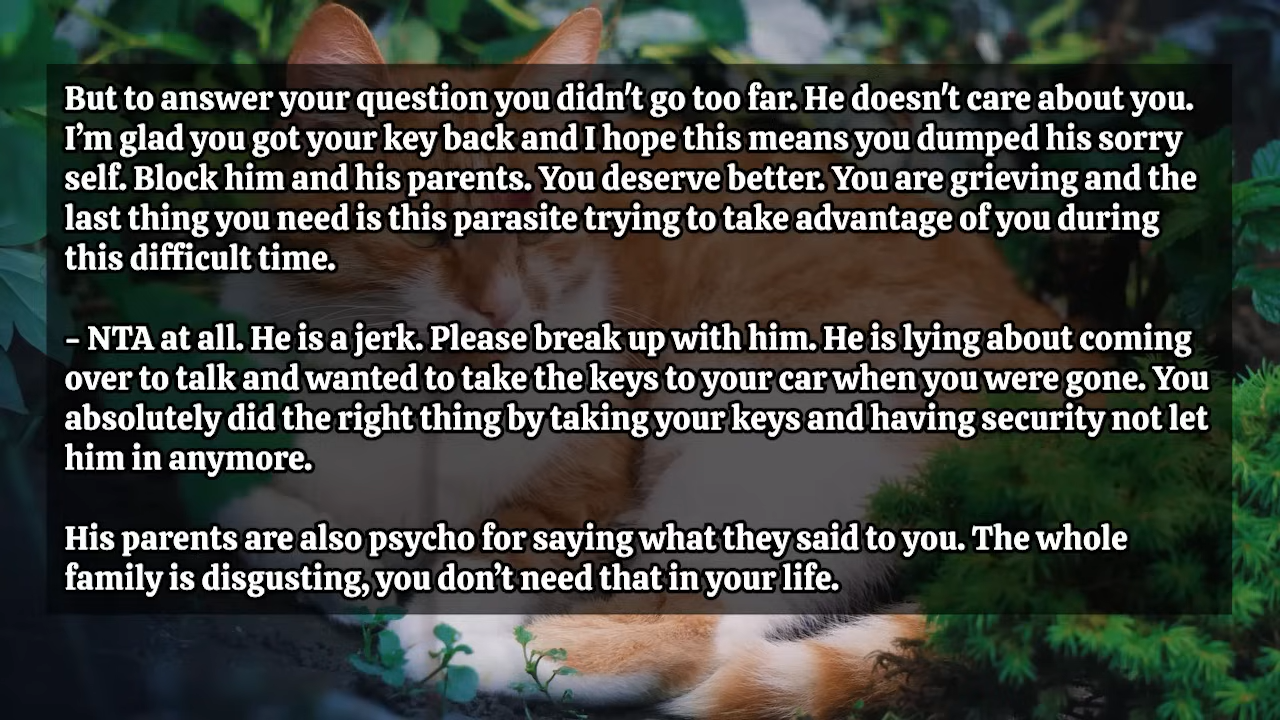 But to answer your question you didn't go too far. He doesn't care about you.
I’m glad you got your key back and I hope this means you dumped his sorry
self. Block him and his parents. You deserve better. You are grieving and the
last thing you need is this parasite trying to take advantage of you during
this difficult time.
- NTA at all. He is a jerk. Please break up with him. He is lying about coming
over to talk and wanted to take the keys to your car when you were gone. You
absolutely did the right thing by taking your keys and having security not let
him in anymore.
His parents are also psycho for saying what they said to you. The whole
family is disgusting, you don’t need that in your life.